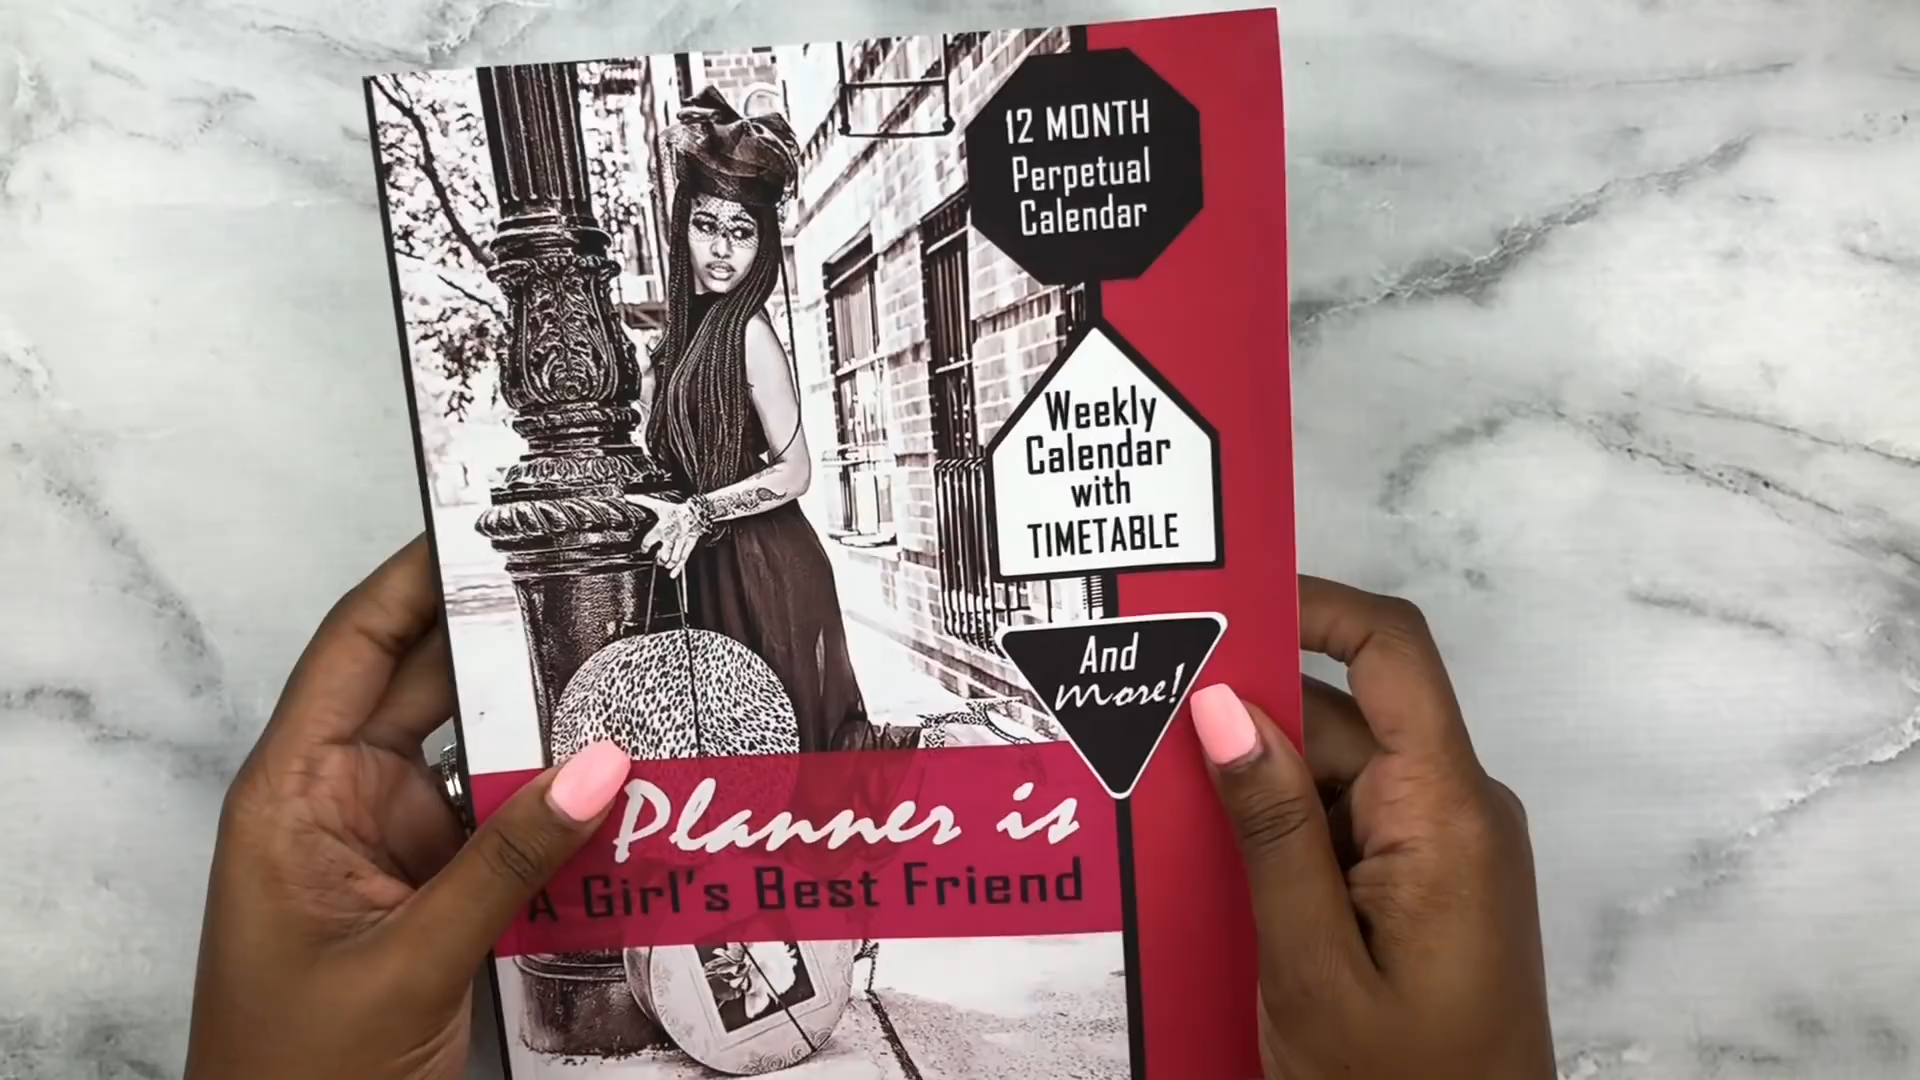 12 MONTH
Perpetual
Calendar
Weekly
Calendar
with
TIMETABLE
And
More!
Planner is
A Girl's Best Friend